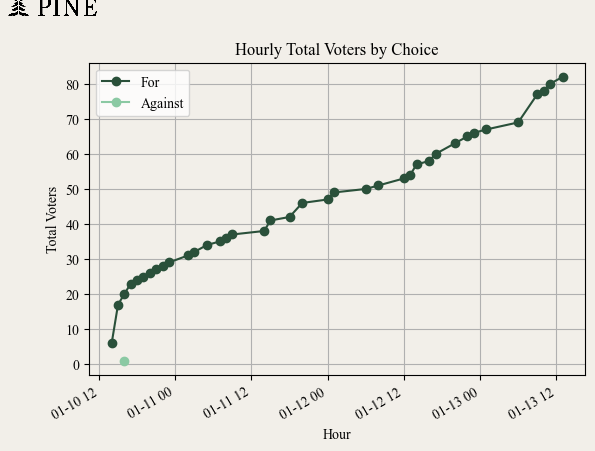 PINE
Hourly Total Voters by Choice
For
Against
80
70
60
50
40
30
20
10
0
Total Voters
01-10 12
01-11 00
01-11 12
01-12 00
01-12 12
01-13 00
01-13 12
Hour